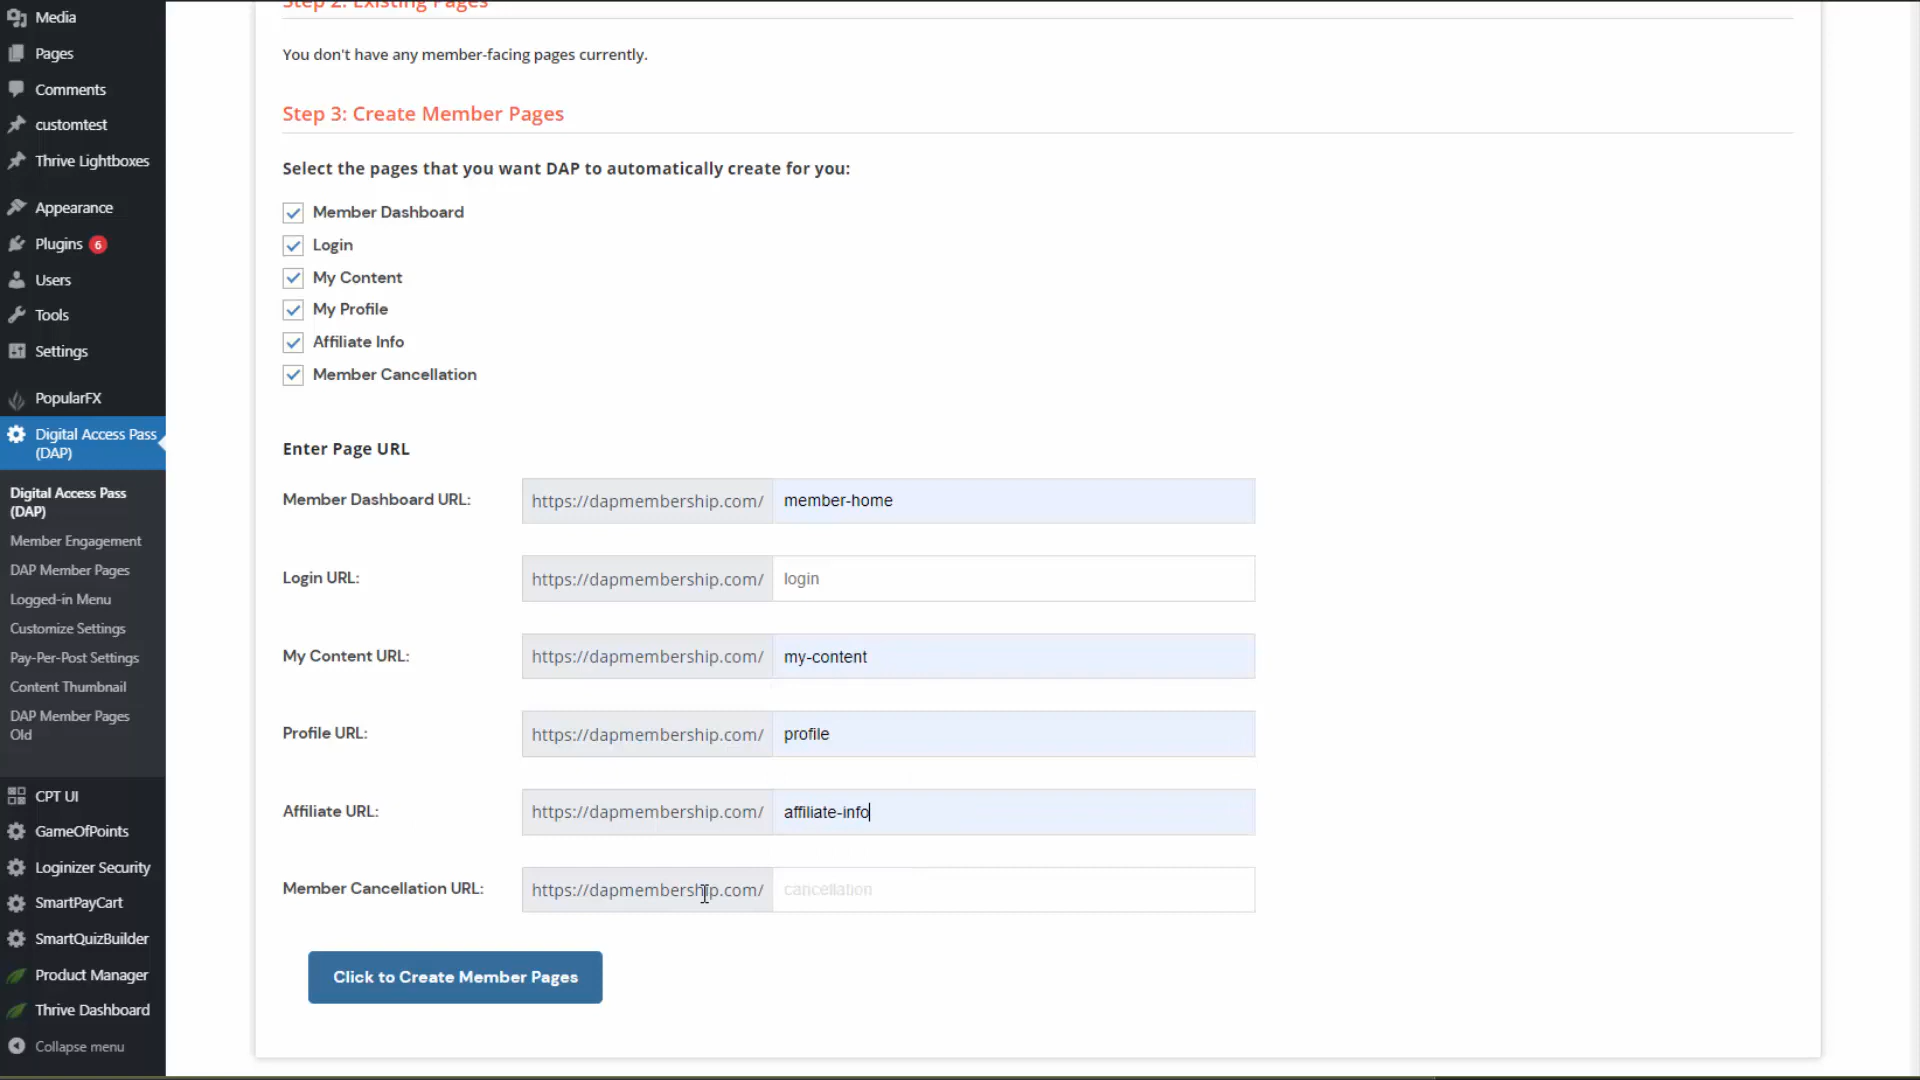 Media
Pages
Comments
customtest
Thrive Lightboxes
Appearance
Plugins 6
Users
Tools
Settings
PopularFX
Digital Access Pass
(DAP)
Digital Access Pass
(DAP)
Member Engagement
DAP Member Pages
Logged-in Menu
Customize Settings
Pay-Per-Post Settings
Content Thumbnail
DAP Member Pages
Old
CPT UI
GameOfPoints
Loginizer Security
SmartPayCart
SmartQuizBuilder
Product Manager
Thrive Dashboard
Collapse menu
Step 2: Existing Pages
You don't have any member-facing pages currently.
Step 3: Create Member Pages
Select the pages that you want DAP to automatically create for you:
Member Dashboard
Login
My Content
My Profile
Affiliate Info
Member Cancellation
Enter Page URL
Member Dashboard URL: https://dapmembership.com/ member-home
Login URL: https://dapmembership.com/ login
My Content URL: https://dapmembership.com/ my-content
Profile URL: https://dapmembership.com/ profile
Affiliate URL: https://dapmembership.com/ affiliate-info
Member Cancellation URL: https://dapmembership.com/ cancellation
Click to Create Member Pages